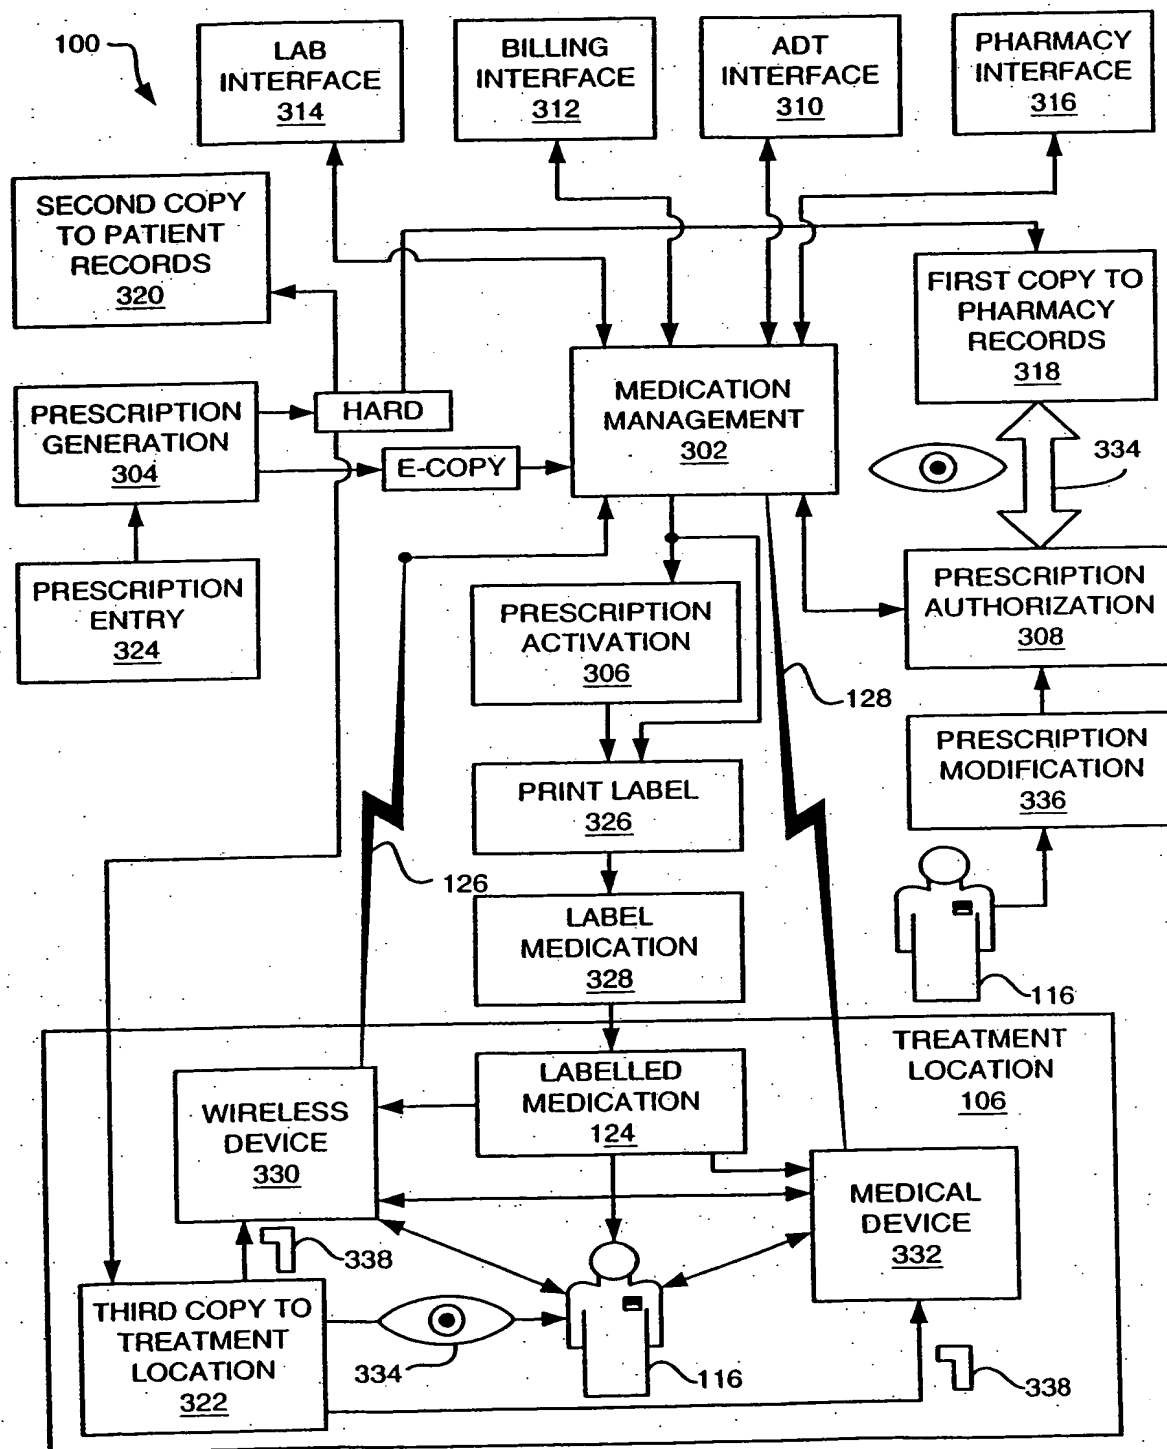 100
LAB
INTERFACE
314
BILLING
INTERFACE
312
ADT
INTERFACE
310
PHARMACY
INTERFACE
316
SECOND COPY
TO PATIENT
RECORDS
320
FIRST COPY TO
PHARMACY
RECORDS
318
PRESCRIPTION
GENERATION
304
HARD
E-COPY
MEDICATION
MANAGEMENT
302
334
PRESCRIPTION
ENTRY
324
PRESCRIPTION
ACTIVATION
306
PRESCRIPTION
AUTHORIZATION
308
128
PRINT LABEL
326
PRESCRIPTION
MODIFICATION
336
126
LABEL
MEDICATION
328
116
TREATMENT
LOCATION
106
LABELLED
MEDICATION
124
WIRELESS
DEVICE
330
MEDICAL
DEVICE
332
338
THIRD COPY TO
TREATMENT
LOCATION
322
334
116
338